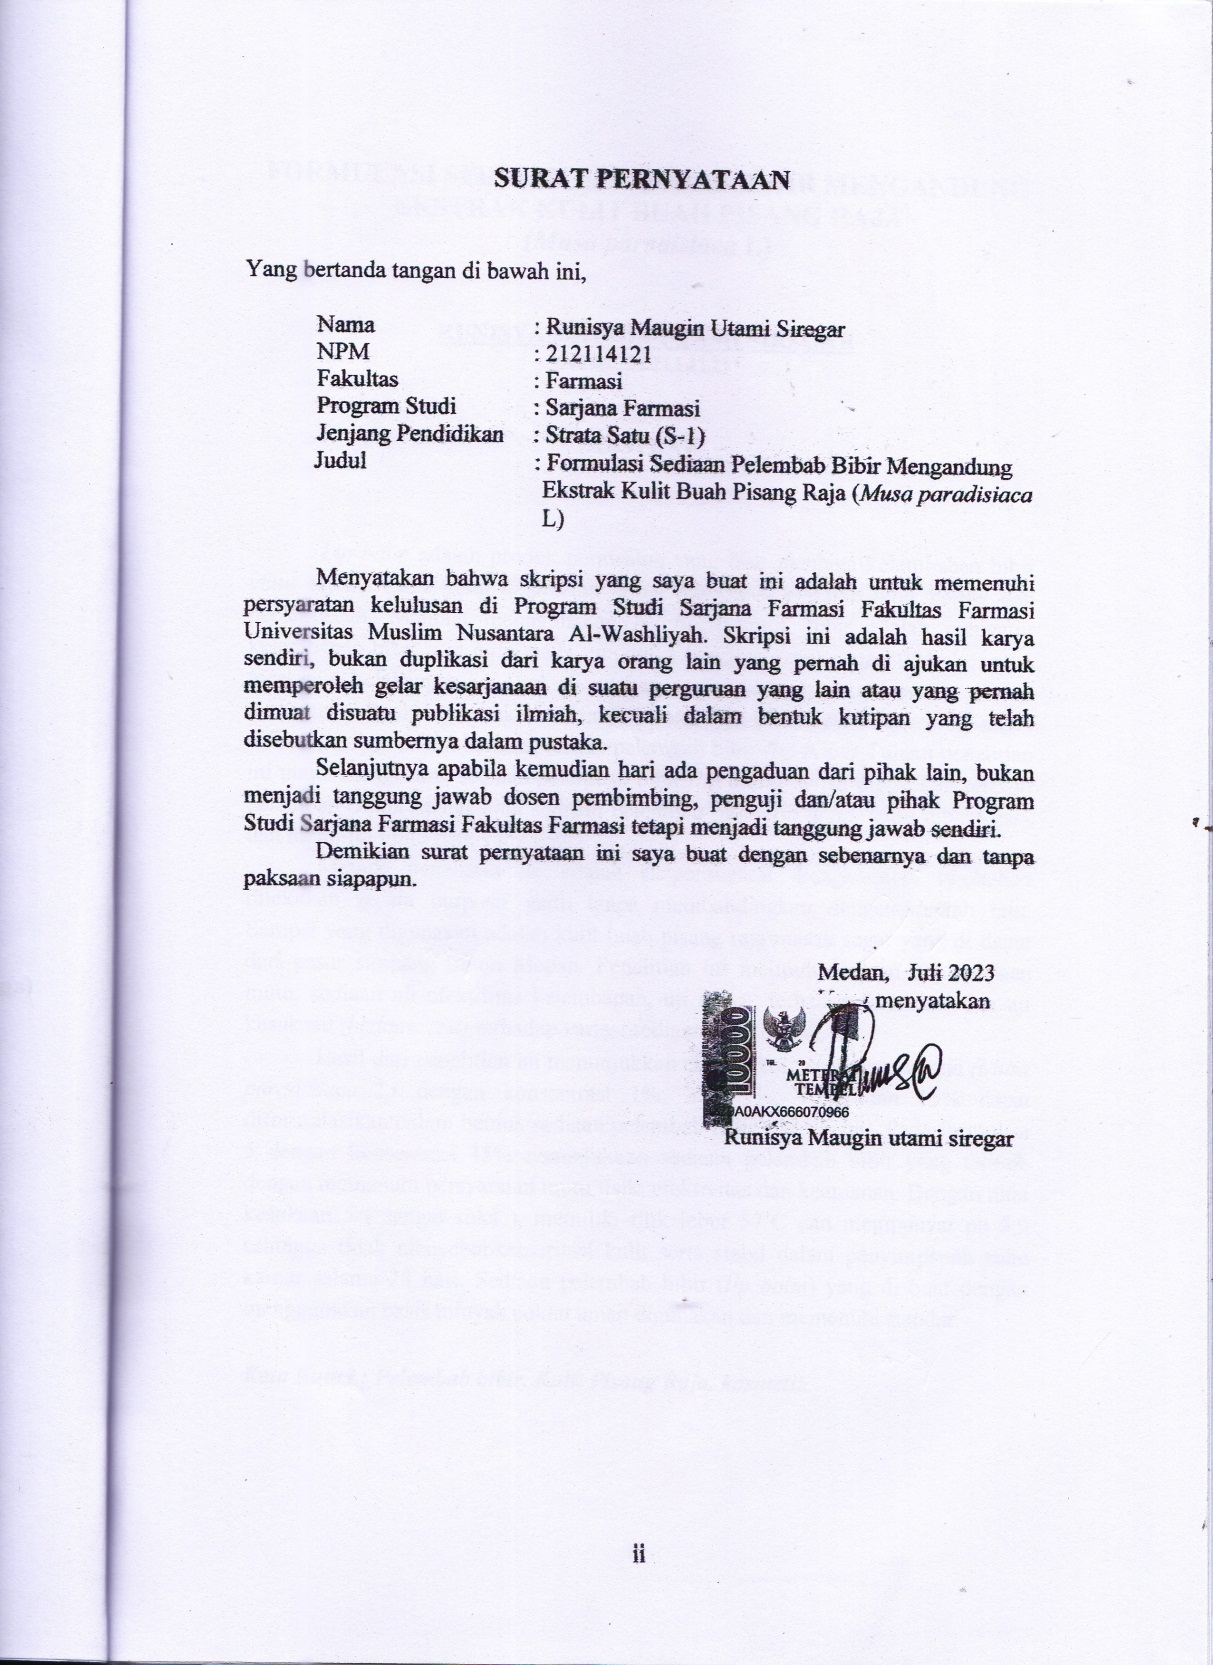 SURAT PERNYATAAN
Yang bertanda tangan di bawah ini,
Nama : Runisya Maugin Utami Siregar
NPM : 212114121
Fakultas : Farmasi
Program Studi : Sarjana Farmasi
Jenjang Pendidikan : Strata Satu (S-1)
Judul : Formulasi Sediaan Pelembab Bibir Mengandung
Ekstrak Kulit Buah Pisang Raja (Musa paradisiaca
L)
Menyatakan bahwa skripsi yang saya buat ini adalah untuk memenuhi
persyaratan kelulusan di Program Studi Sarjana Farmasi Fakultas Farmasi
Universitas Muslim Nusantara Al-Washliyah. Skripsi ini adalah hasil karya
sendiri, bukan duplikasi dari karya orang lain yang pernah di ajukan untuk
memperoleh gelar kesarjanaan di suatu perguruan yang lain atau yang pernah
dimuat disuatu publikasi ilmiah, kecuali dalam bentuk kutipan yang telah
disebutkan sumbernya dalam pustaka.
Selanjutnya apabila kemudian hari ada pengaduan dari pihak lain, bukan
menjadi tanggung jawab dosen pembimbing, penguji dan/atau pihak Program
Studi Sarjana Farmasi Fakultas Farmasi tetapi menjadi tanggung jawab sendiri.
Demikian surat pernyataan ini saya buat dengan sebenarnya dan tanpa
paksaan siapapun.
Medan, Juli 2023
menyatakan
10000
TGL. 20
METERAI
TEMPEL
A0AKX666070966
Runisya Maugin utami siregar
ii